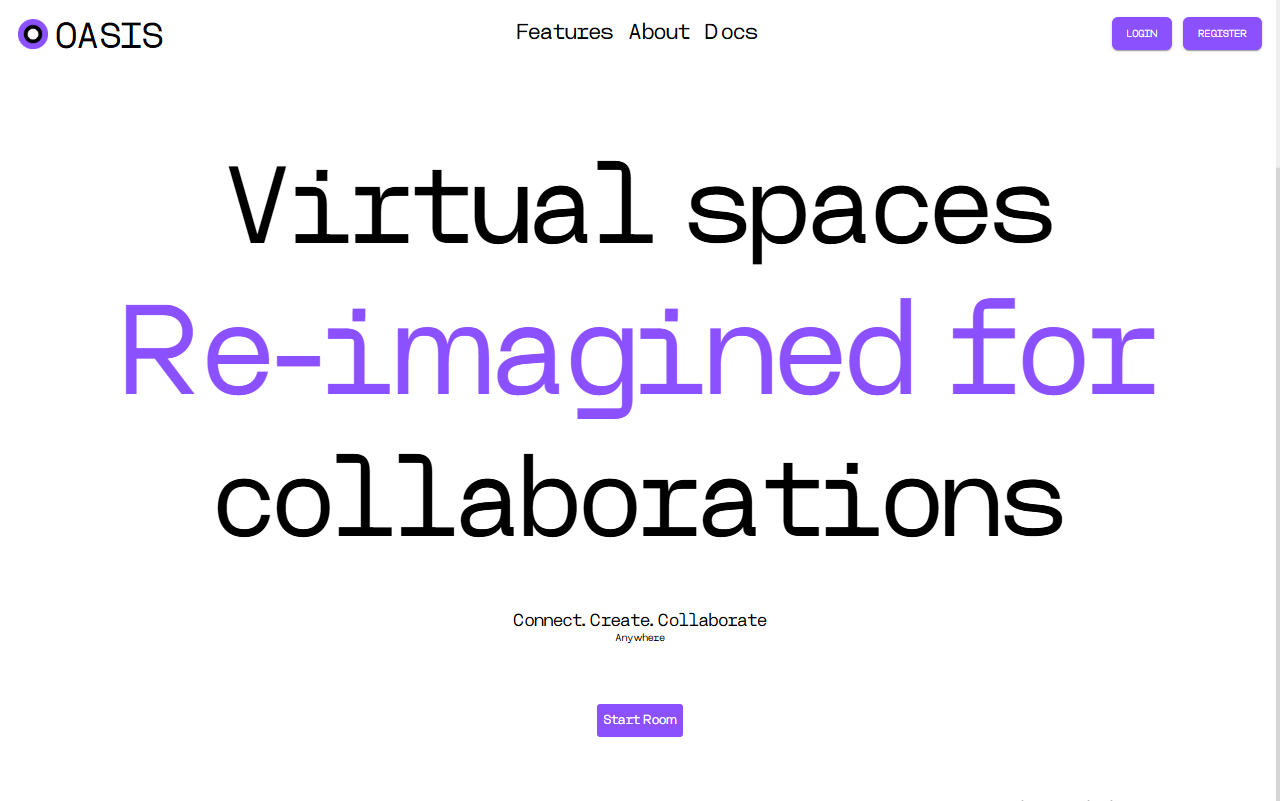 OASIS
Features About Docs
LOGIN
REGISTER
Virtual spaces
Re-imagined for
collaborations
Connect. Create. Collaborate
Anywhere
Start Room